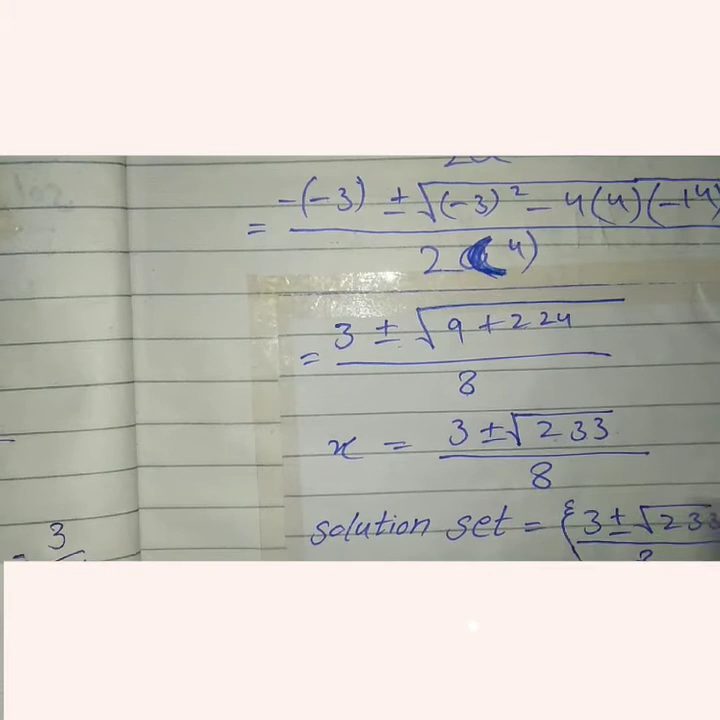 = -(-3) ± √(-3)² - 4(4)(-14) / 2(4)
= 3 ± √9 + 224 / 8
x = 3 ± √233 / 8
solution set = { 3 ± √233
= 3